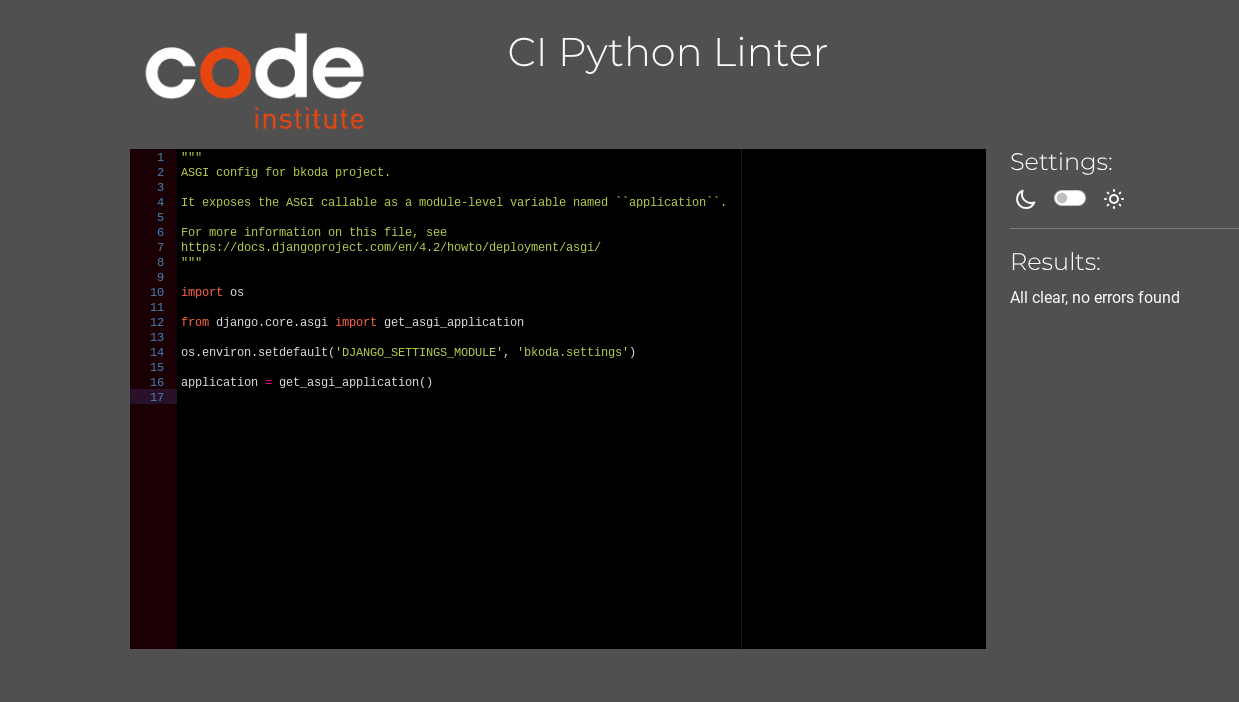 code
institute
CI Python Linter
1 """
2 ASGI config for bkoda project.
3
4 It exposes the ASGI callable as a module-level variable named ``application``.
5
6 For more information on this file, see
7 https://docs.djangoproject.com/en/4.2/howto/deployment/asgi/
8 """
9
10 import os
11
12 from django.core.asgi import get_asgi_application
13
14 os.environ.setdefault('DJANGO_SETTINGS_MODULE', 'bkoda.settings')
15
16 application = get_asgi_application()
17
Settings:
Results:
All clear, no errors found